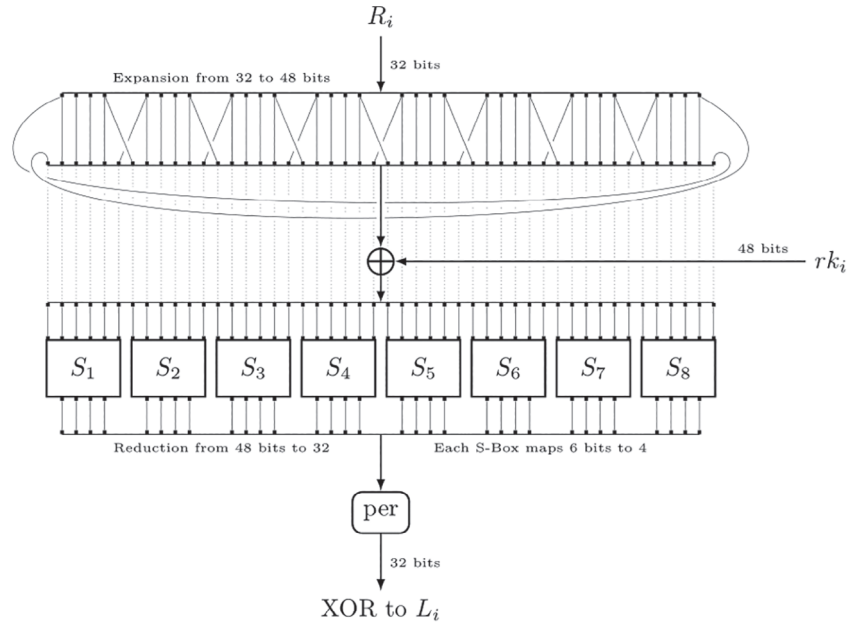 R_i
32 bits
Expansion from 32 to 48 bits
48 bits
rk_i
S_1 S_2 S_3 S_4 S_5 S_6 S_7 S_8
Reduction from 48 bits to 32 Each S-Box maps 6 bits to 4
per
32 bits
XOR to L_i